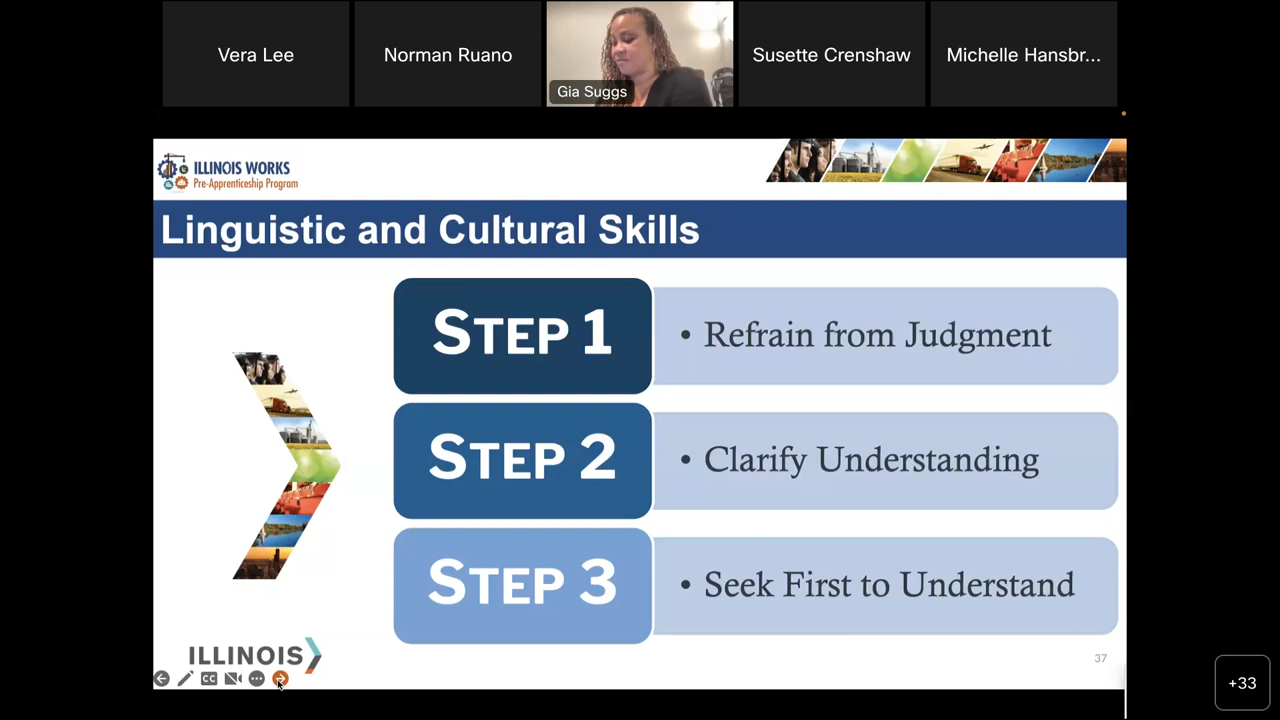 Vera Lee
Norman Ruano
Gia Suggs
Susette Crenshaw
Michelle Hansbr...
ILLINOIS WORKS
Pre-Apprenticeship Program
Linguistic and Cultural Skills
STEP 1
• Refrain from Judgment
STEP 2
• Clarify Understanding
STEP 3
• Seek First to Understand
ILLINOIS
37
CC
+33